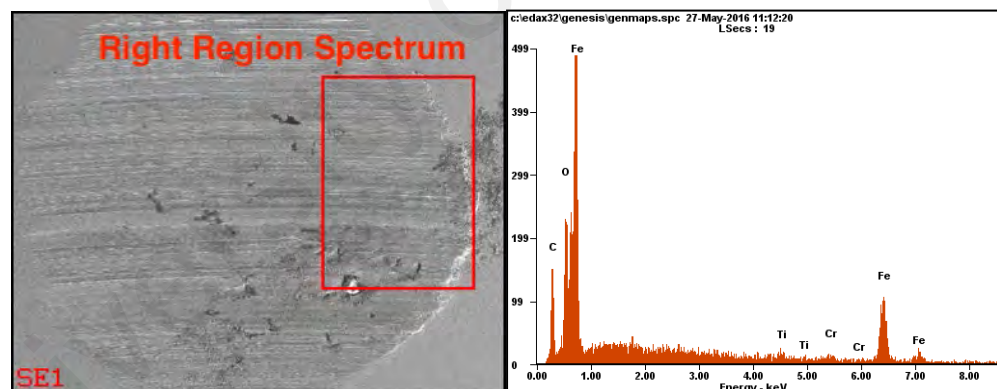 Right Region Spectrum
SE1
c:\edax32\genesis\genmaps.spc 27-May-2016 11:12:20
LSecs : 19
499
399
299
199
99
0
Fe
O
C
Ti
Ti
Cr
Cr
Fe
Fe
0.00 1.00 2.00 3.00 4.00 5.00 6.00 7.00 8.00
Energy - keV